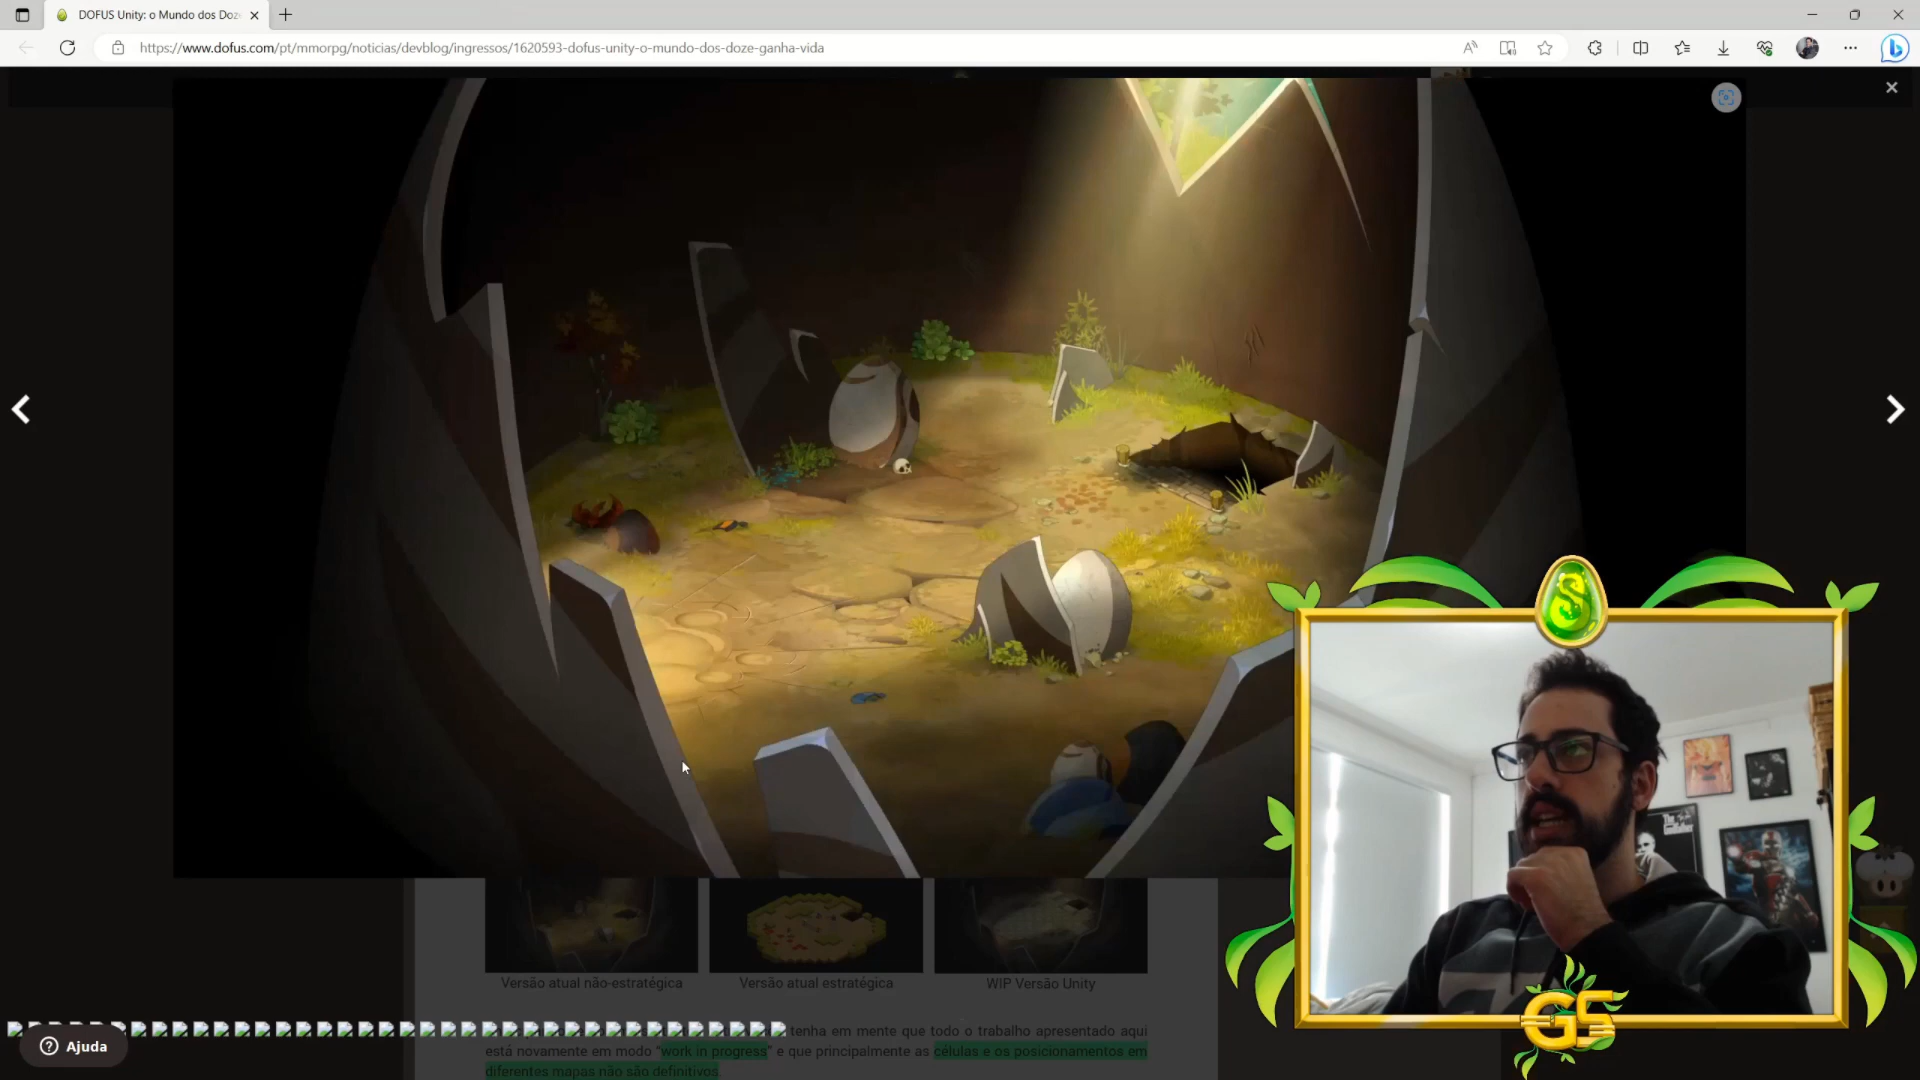 DOFUS Unity: o Mundo dos Doz
https://www.dofus.com/pt/mmorpg/noticias/devblog/ingressos/1620593-dofus-unity-o-mundo-dos-doze-ganha-vida
The
Godfather
GS
Versão atual não-estratégica
Versão atual estratégica
WIP Versão Unity
tenha em mente que todo o trabalho apresentado aqui
está novamente em modo "work in progress" e que principalmente as células e os posicionamentos em
diferentes mapas não são definitivos.
Ajuda